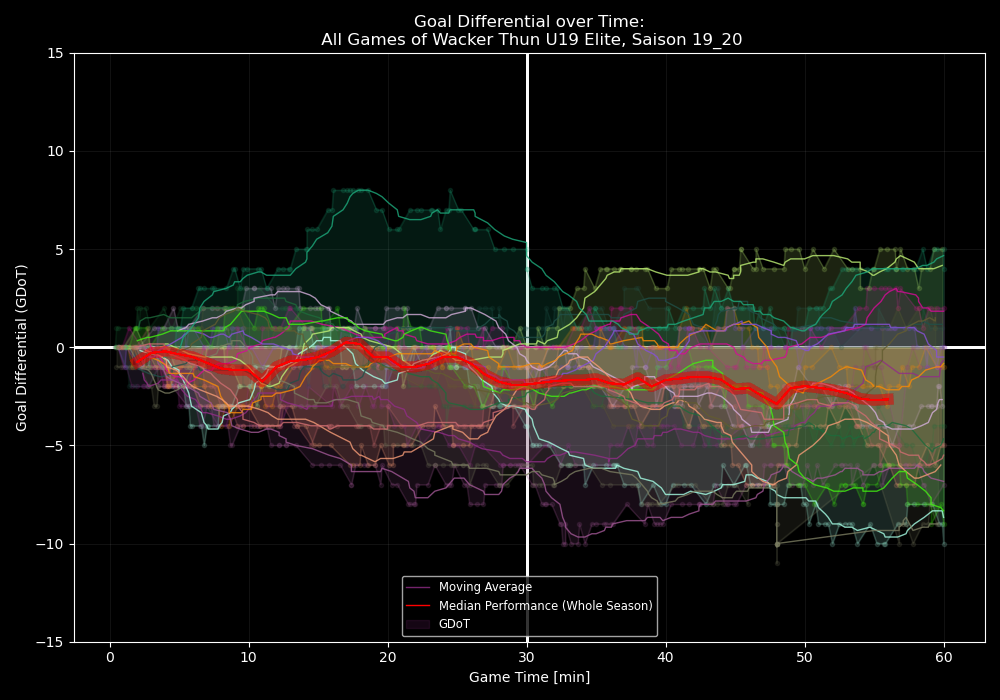 Goal Differential over Time:
All Games of Wacker Thun U19 Elite, Saison 19_20
Goal Differential (GDoT)
15
10
5
0
−5
−10
−15
Moving Average
Median Performance (Whole Season)
GDoT
0 10 20 30 40 50 60
Game Time [min]